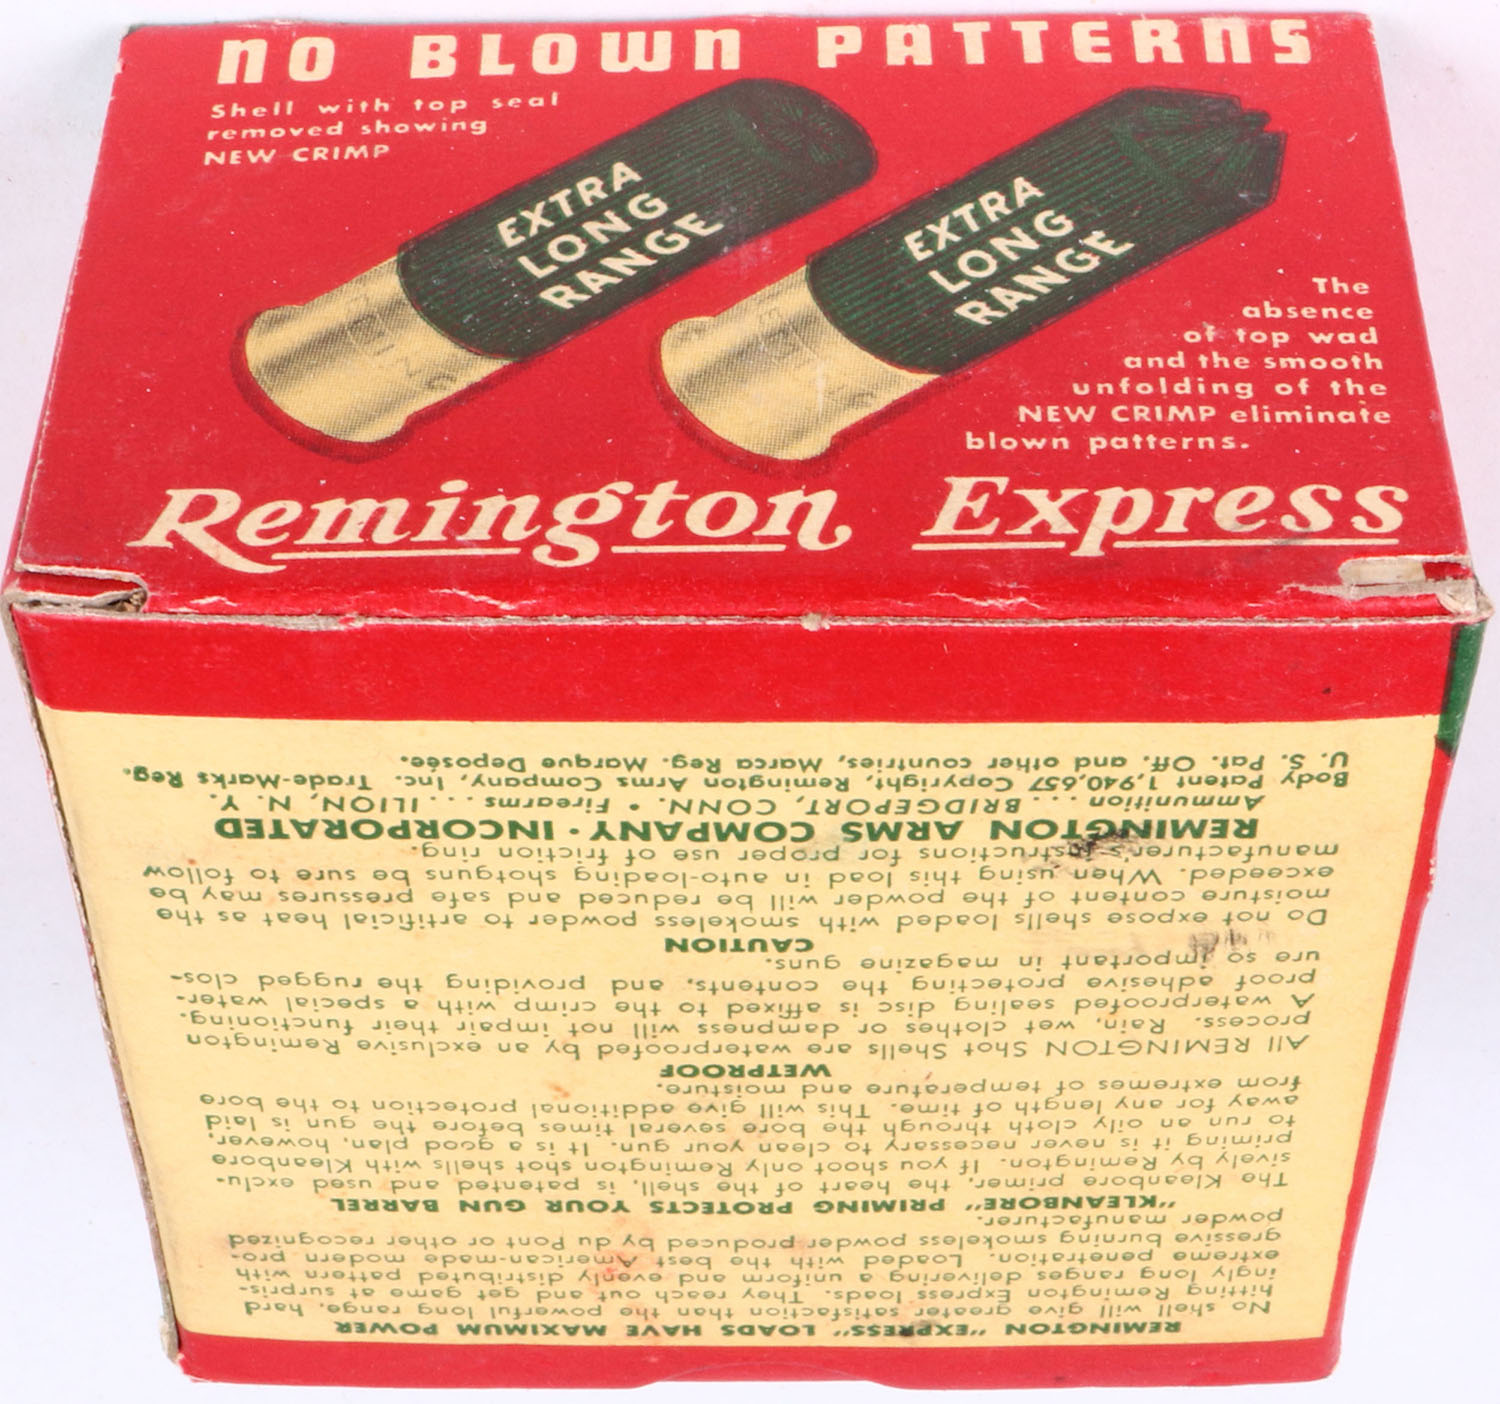 NO BLOWN PATTERNS
Shell with top seal
removed showing
NEW CRIMP
EXTRA
LONG
RANGE
EXTRA
LONG
RANGE
The
absence
of top wad
and the smooth
unfolding of the
NEW CRIMP eliminate
blown patterns.
Remington Express
REMINGTON "EXPRESS" LOADS HAVE MAXIMUM POWER
No shell will give greater satisfaction than the powerful long range, hard
hitting Remington Express loads. They reach out and get game at surpris-
ingly long ranges delivering a uniform and evenly distributed pattern with
extreme penetration. Loaded with the best American-made modern pro-
gressive burning smokeless powder produced by du Pont or other recognized
powder manufacturer.
"KLEANBORE" PRIMING PROTECTS YOUR GUN BARREL
The Kleanbore primer, the heart of the shell, is patented and used exclu-
sively by Remington. If you shoot only Remington shot shells with Kleanbore
priming it is never necessary to clean your gun. It is a good plan, however,
to run an oily cloth through the bore several times before the gun is laid
away for any length of time. This will give additional protection to the bore
from extremes of temperature and moisture.
WETPROOF
All REMINGTON Shot Shells are waterproofed by an exclusive Remington
process. Rain, wet clothes or dampness will not impair their functioning.
A waterproofed sealing disc is affixed to the crimp with a special water-
proof adhesive protecting the contents, and providing the rugged clos-
ure so important in magazine guns.
CAUTION
Do not expose shells loaded with smokeless powder to artificial heat as the
moisture content of the powder will be reduced and safe pressures may be
exceeded. When using this load in auto-loading shotguns be sure to follow
manufacturer's instructions for proper use of friction ring.
REMINGTON ARMS COMPANY · INCORPORATED
Ammunition . . . BRIDGEPORT, CONN. • Firearms . . . ILION, N. Y.
Body Patent 1,940,657 Copyright, Remington Arms Company, Inc. Trade-Marks Reg.
U. S. Pat. Off. and other countries, Marca Reg. Marque Deposée.